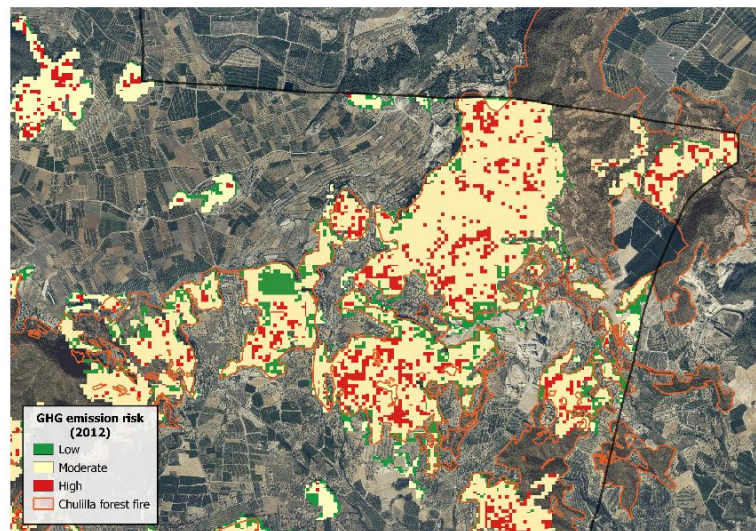 GHG emission risk
(2012)
Low
Moderate
High
Chulilla forest fire